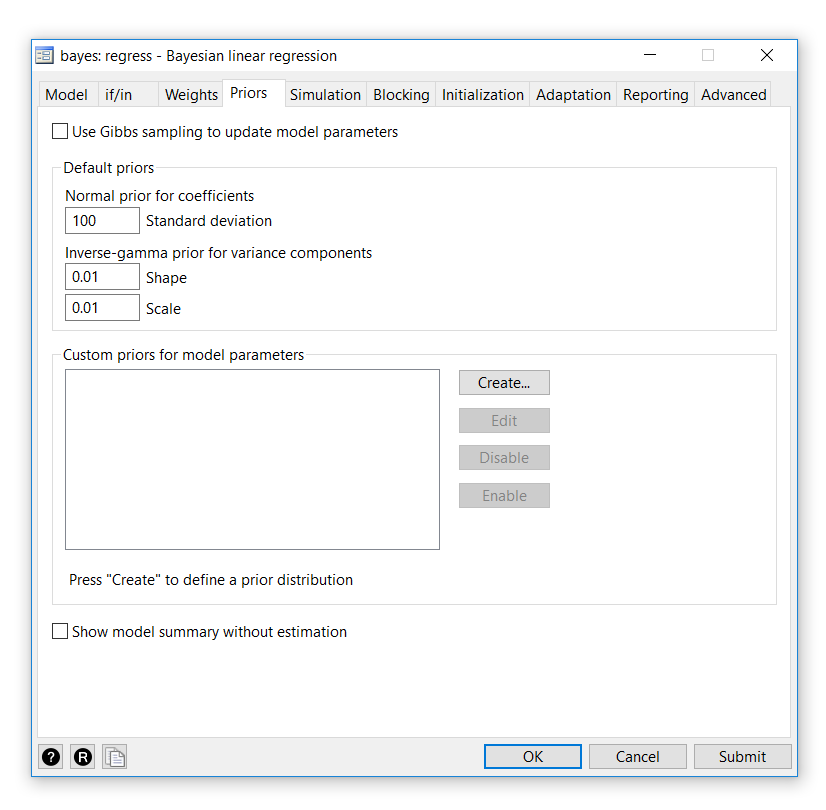 bayes: regress - Bayesian linear regression
Model if/in Weights Priors Simulation Blocking Initialization Adaptation Reporting Advanced
Use Gibbs sampling to update model parameters
Default priors
Normal prior for coefficients
100 Standard deviation
Inverse-gamma prior for variance components
0.01 Shape
0.01 Scale
Custom priors for model parameters
Create...
Edit
Disable
Enable
Press "Create" to define a prior distribution
Show model summary without estimation
? R OK Cancel Submit